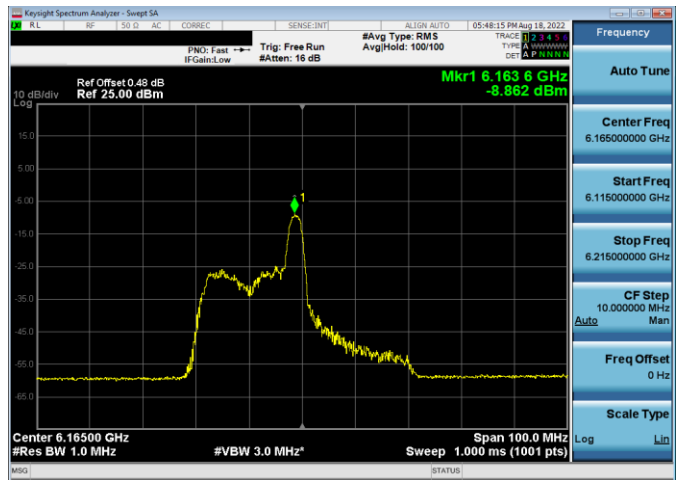 Keysight Spectrum Analyzer - Swept SA
LXI RL RF 50 Ω AC CORREC SENSE:INT ALIGN AUTO 05:48:15 PM Aug 18, 2022
PNO: Fast
IFGain:Low
Trig: Free Run
#Atten: 16 dB
#Avg Type: RMS
Avg|Hold: 100/100
TRACE 1 2 3 4 5 6
TYPE A WWWWW
DET A P N N N N
Mkr1 6.163 6 GHz
-8.862 dBm
Ref Offset 0.48 dB
10 dB/div Ref 25.00 dBm
Log
15.0
5.00
-5.00
-15.0
-25.0
-35.0
-45.0
-55.0
-65.0
1
Center 6.16500 GHz
Span 100.0 MHz
#Res BW 1.0 MHz
#VBW 3.0 MHz*
Sweep 1.000 ms (1001 pts)
MSG
STATUS
Frequency
Auto Tune
Center Freq
6.165000000 GHz
Start Freq
6.115000000 GHz
Stop Freq
6.215000000 GHz
CF Step
10.000000 MHz
Auto Man
Freq Offset
0 Hz
Scale Type
Log Lin